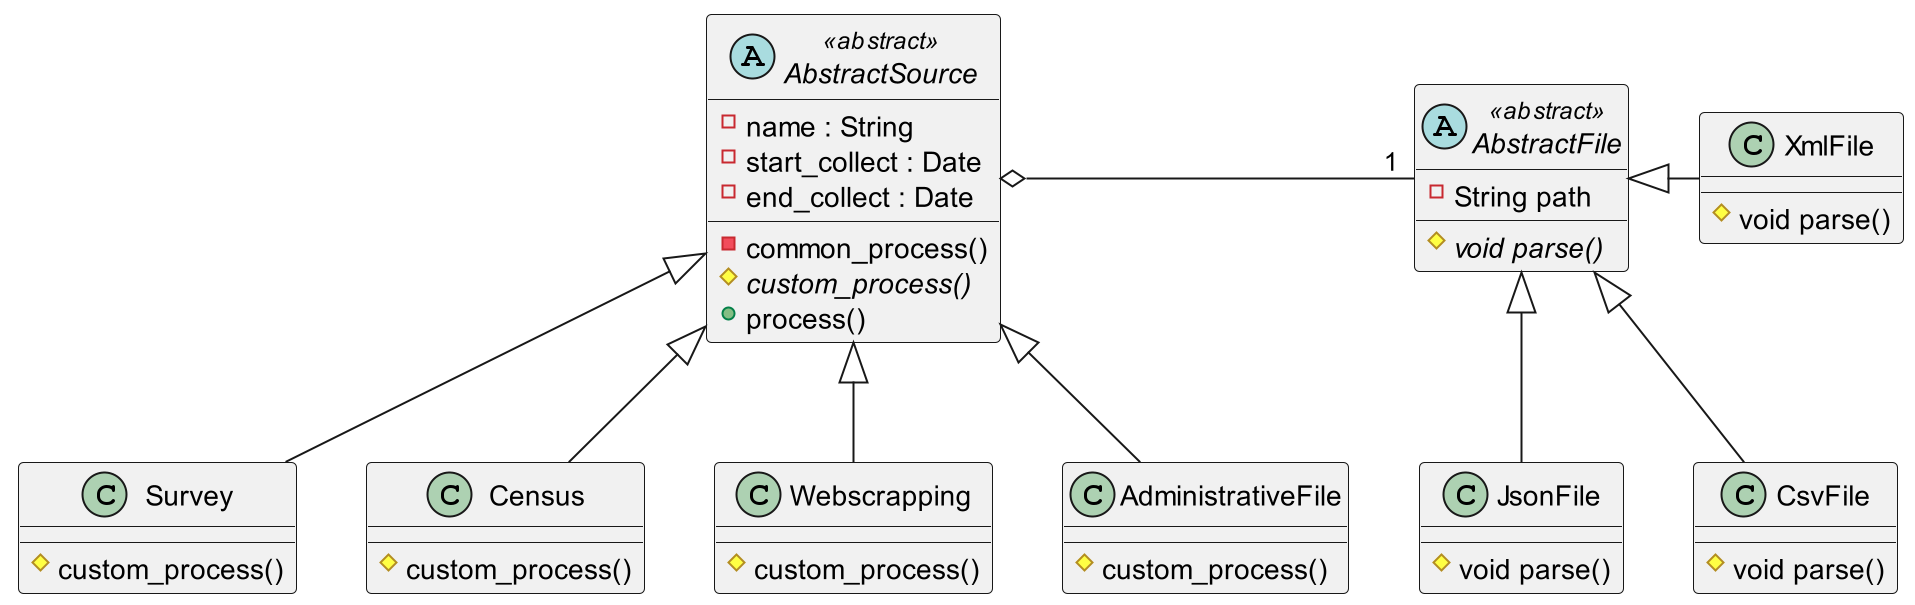 A
«abstract»
AbstractSource
name : String
start_collect : Date
end_collect : Date
common_process()
custom_process()
process()
1
A
«abstract»
AbstractFile
String path
void parse()
C XmlFile
void parse()
C Survey
custom_process()
C Census
custom_process()
C Webscrapping
custom_process()
C AdministrativeFile
custom_process()
C JsonFile
void parse()
C CsvFile
void parse()